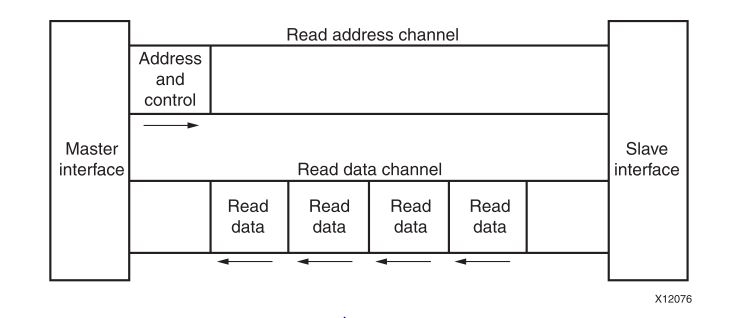 Read address channel
Address
and
control
Master
interface
Slave
interface
Read data channel
Read
data
Read
data
Read
data
Read
data
X12076